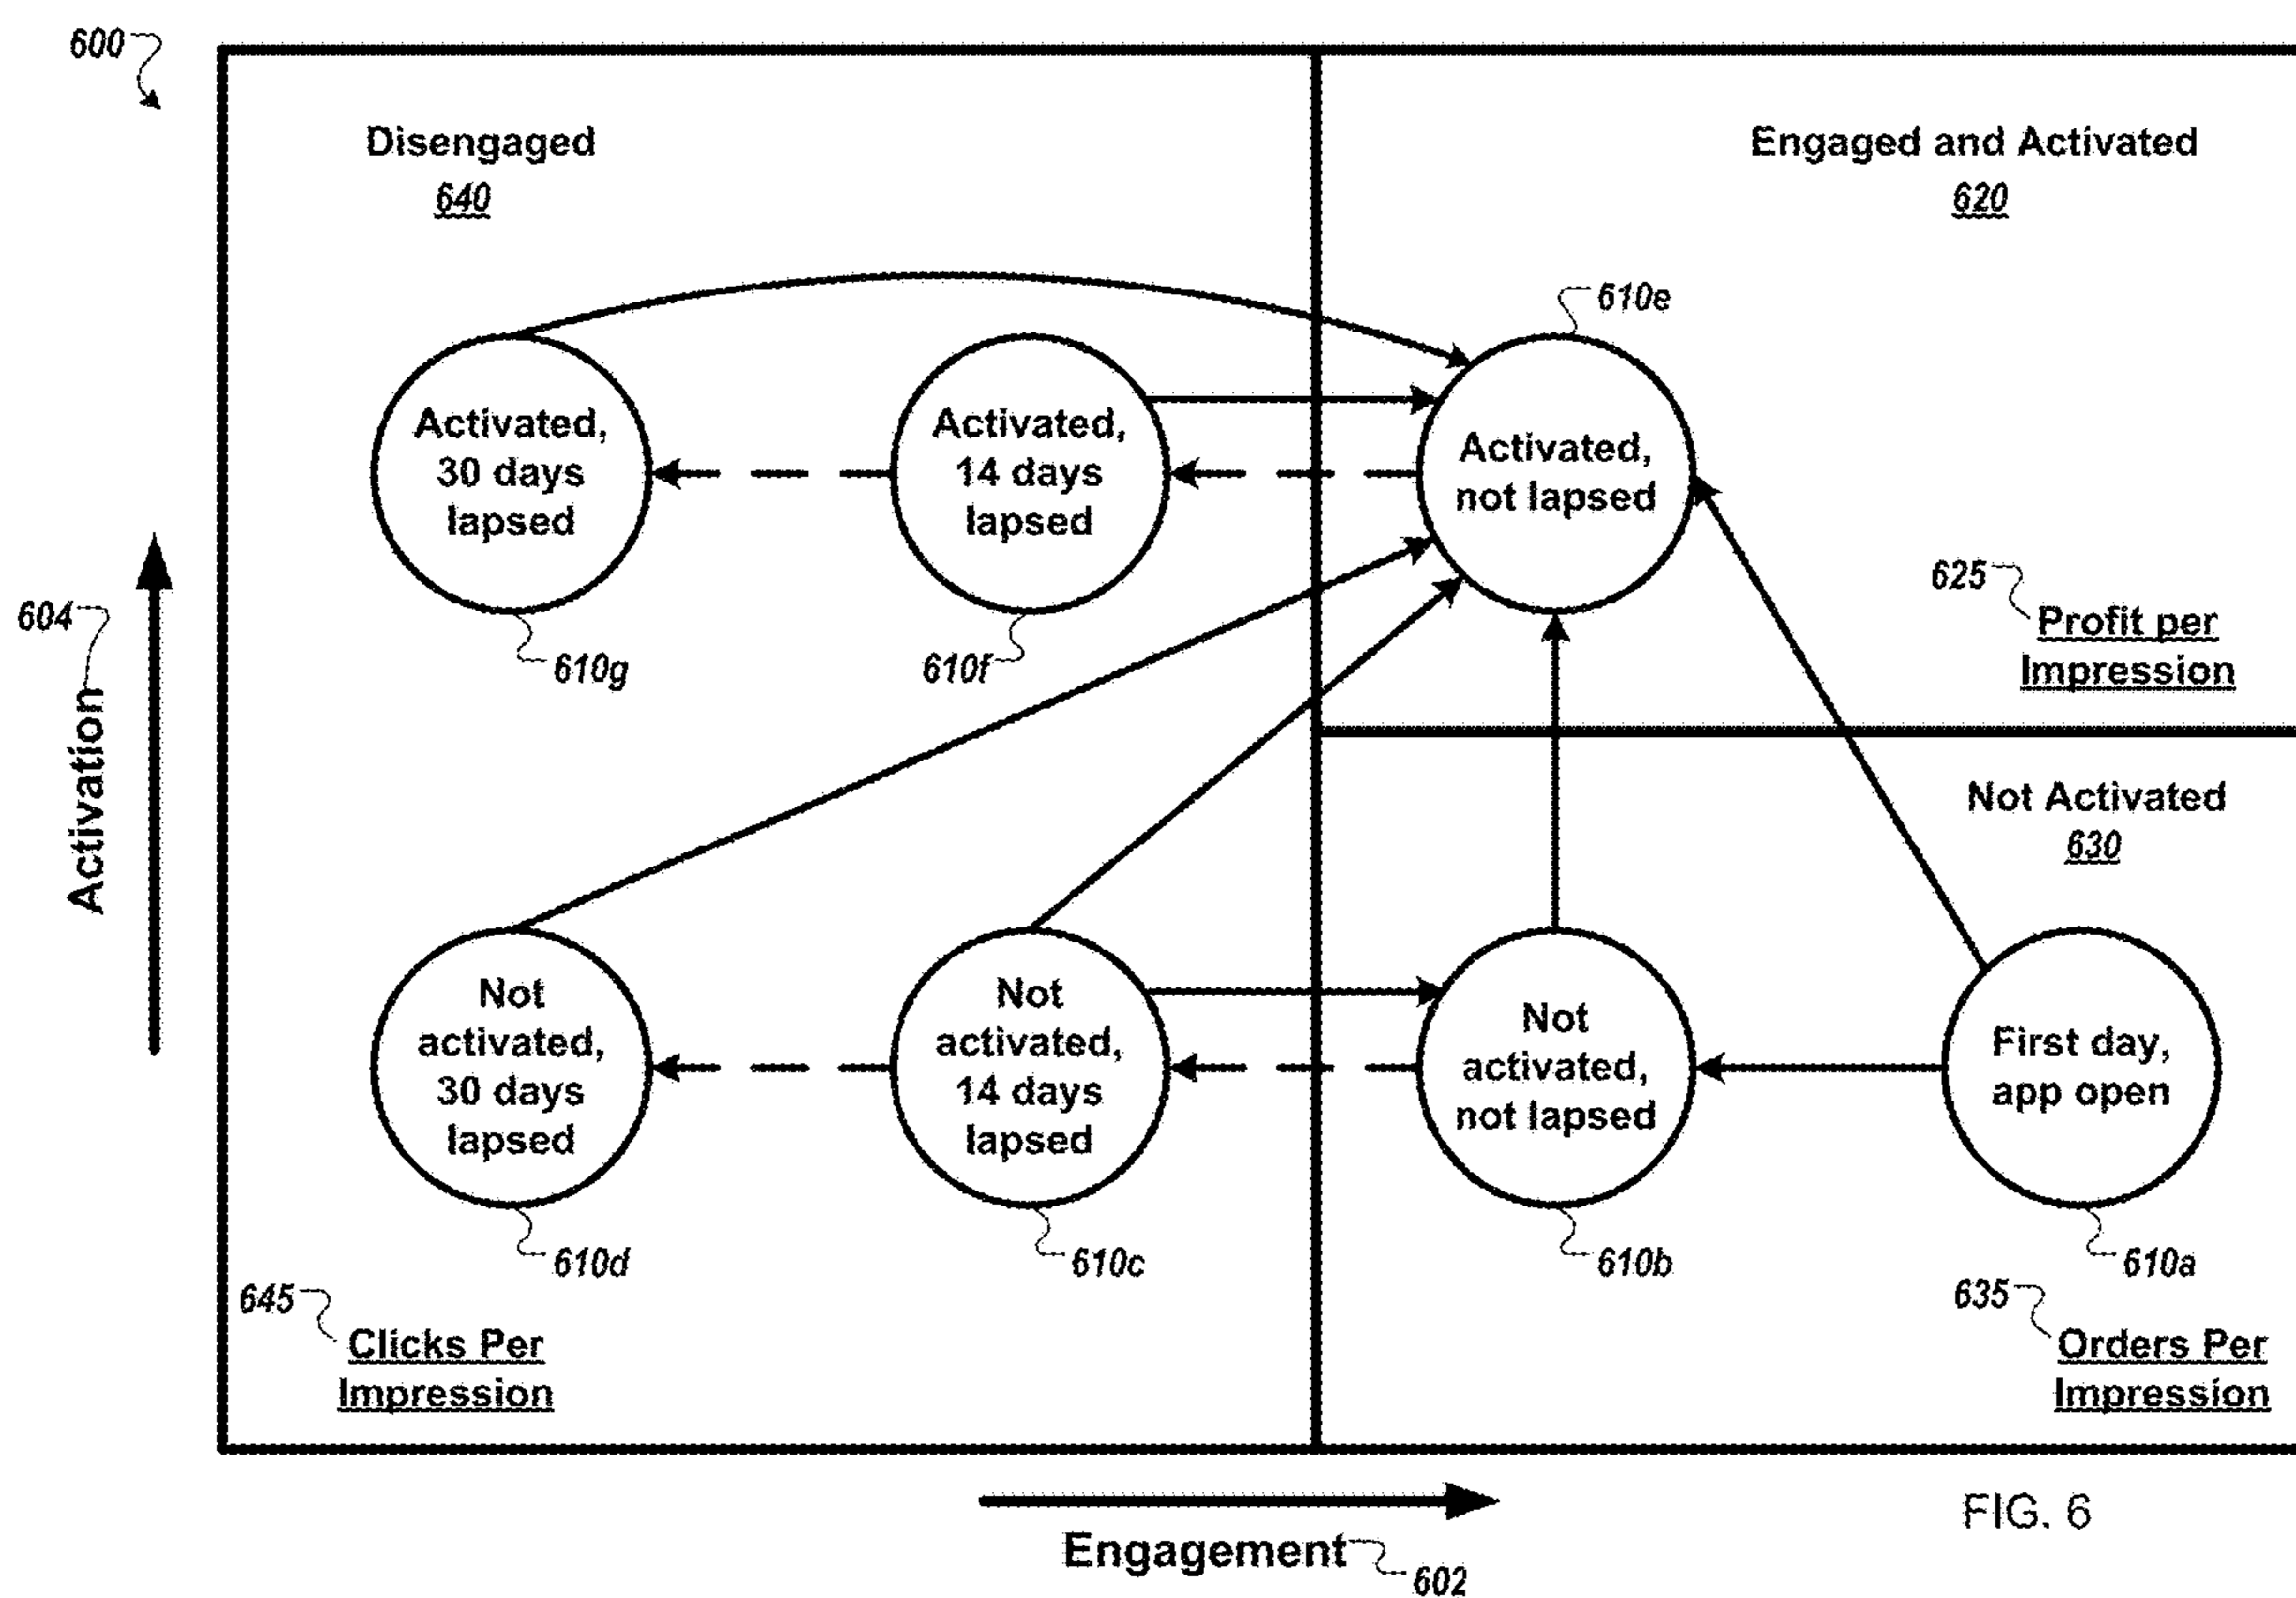 600
Disengaged
640
Engaged and Activated
620
610e
Activated,
30 days
lapsed
Activated,
14 days
lapsed
Activated,
not lapsed
610g
610f
625
Profit per
Impression
604
Activation
Not Activated
630
Not
activated,
30 days
lapsed
Not
activated,
14 days
lapsed
Not
activated,
not lapsed
First day,
app open
610d
610c
610b
610a
645
Clicks Per
Impression
635
Orders Per
Impression
Engagement
602
FIG. 6